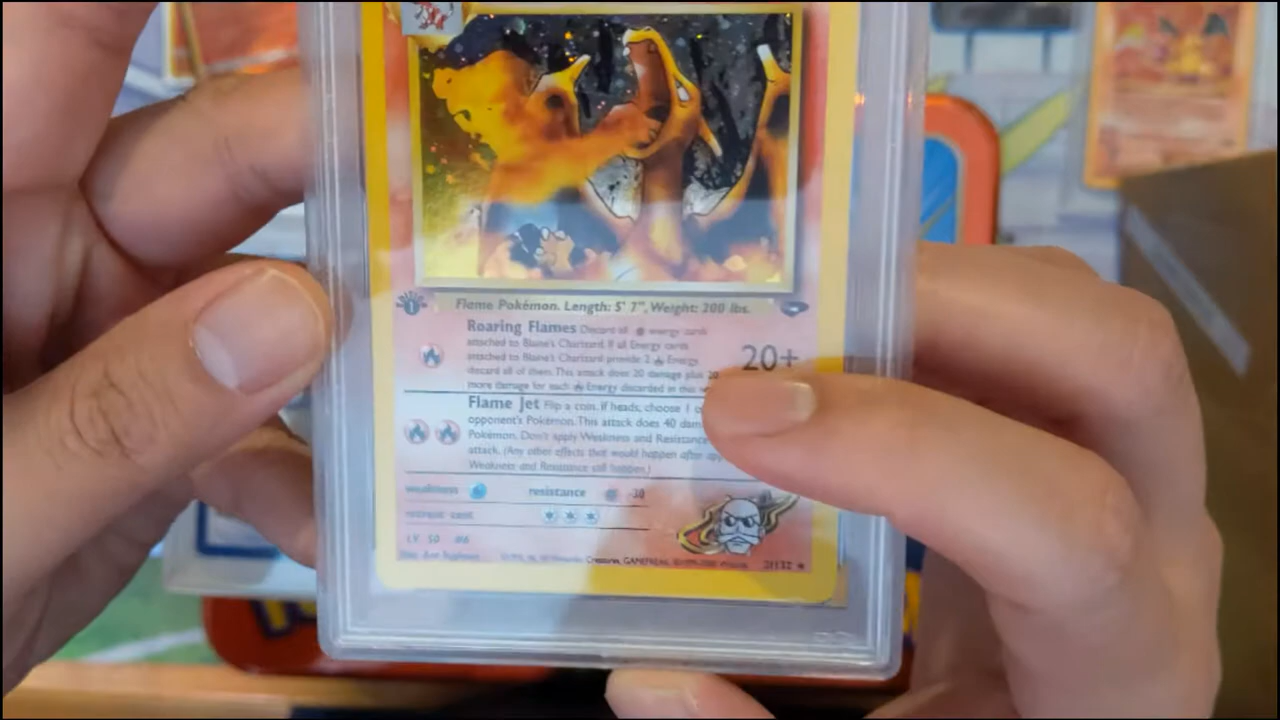 Flame Pokémon. Length: 5' 7", Weight: 200 lbs.
Roaring Flames Discard all energy cards
attached to Blaine's Charizard. If all Energy cards
attached to Blaine's Charizard provide 2 Energy
discard all of them. This attack does 20 damage plus 20
more damage for each Energy discarded in this
20+
Flame Jet Flip a coin. If heads, choose 1 o
opponent's Pokémon. This attack does 40 dam
Pokémon. Don't apply Weakness and Resistance
attack. (Any other effects that would happen after app
Weakness and Resistance still happen.)
weakness resistance -30
retreat cost
LV. 50 #6
Creatures, GAMEFREAK